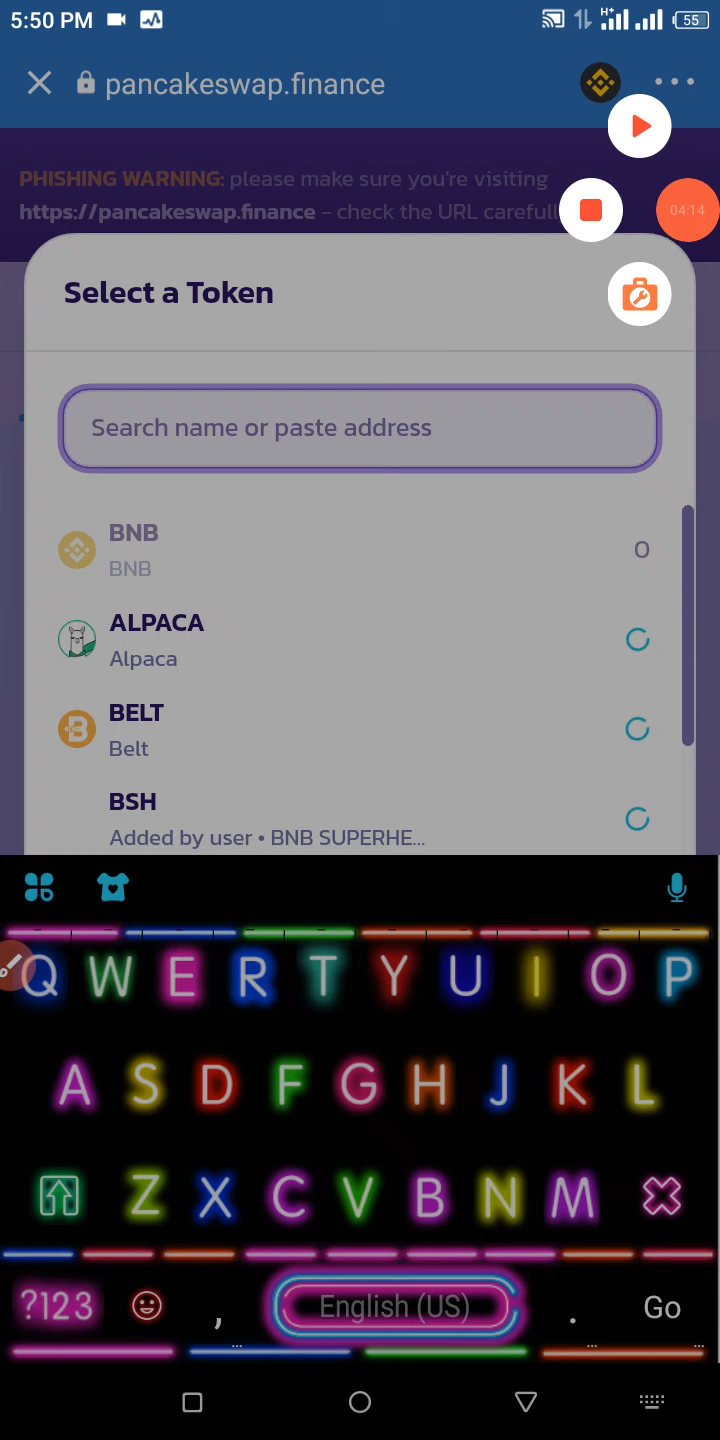 5:50 PM
H+
55
pancakeswap.finance
PHISHING WARNING: please make sure you're visiting
https://pancakeswap.finance - check the URL carefull
04:14
Select a Token
Search name or paste address
BNB
BNB
0
ALPACA
Alpaca
BELT
Belt
BSH
Added by user • BNB SUPERHE...
Q W E R T Y U I O P
A S D F G H J K L
Z X C V B N M
?123 , English (US) . Go